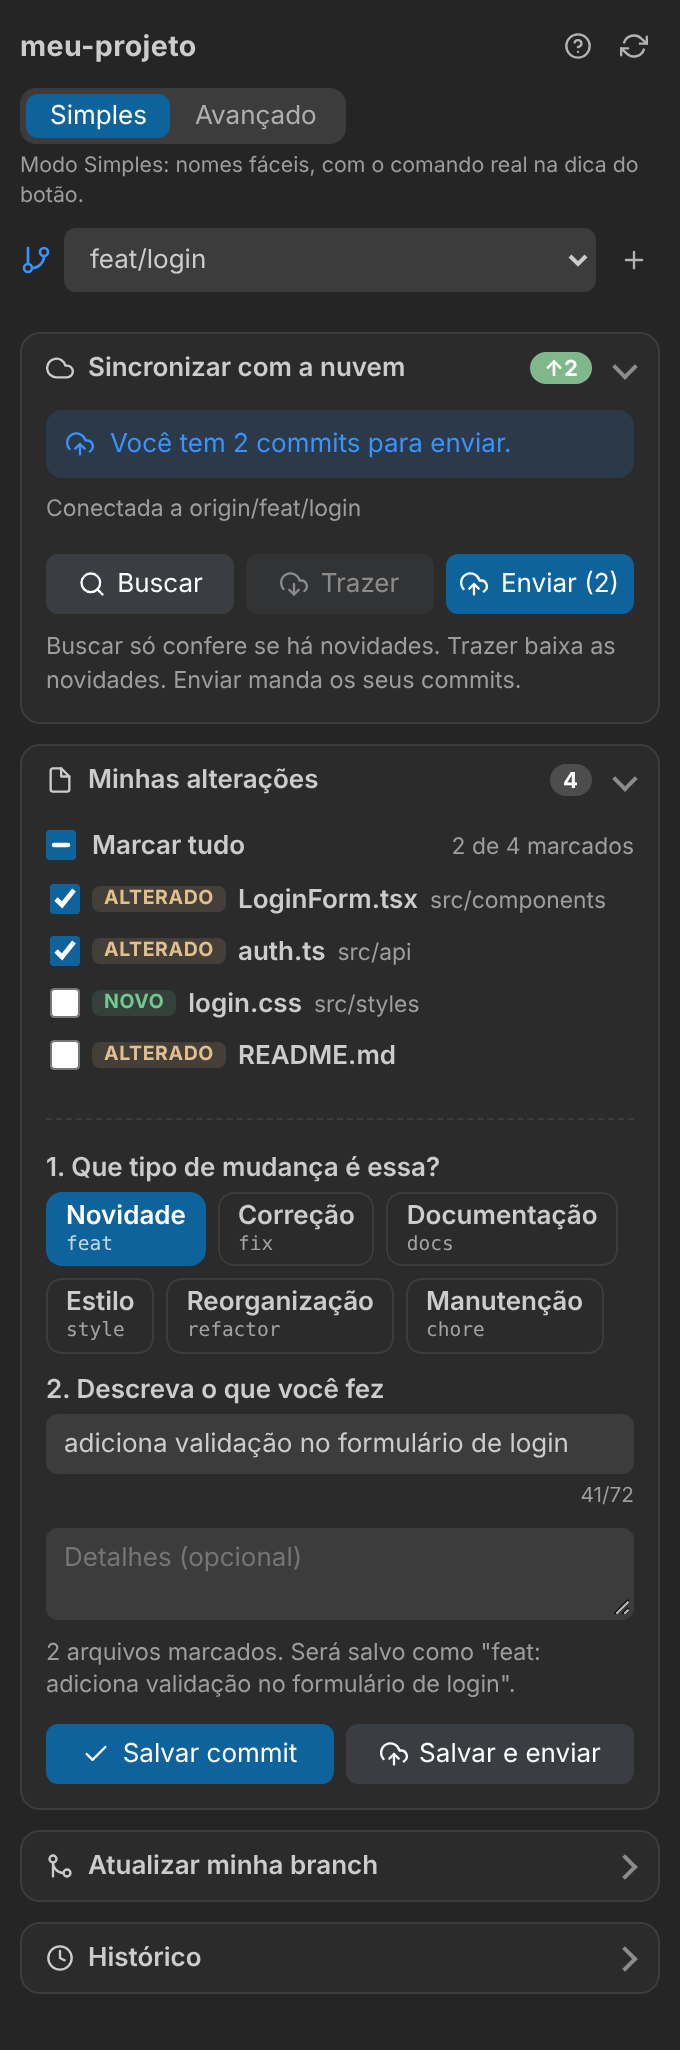 meu-projeto
Simples Avançado
Modo Simples: nomes fáceis, com o comando real na dica do
botão.
feat/login
Sincronizar com a nuvem ↑2
Você tem 2 commits para enviar.
Conectada a origin/feat/login
Buscar Trazer Enviar (2)
Buscar só confere se há novidades. Trazer baixa as
novidades. Enviar manda os seus commits.
Minhas alterações 4
Marcar tudo 2 de 4 marcados
ALTERADO LoginForm.tsx src/components
ALTERADO auth.ts src/api
NOVO login.css src/styles
ALTERADO README.md
1. Que tipo de mudança é essa?
Novidade Correção Documentação
feat fix docs
Estilo Reorganização Manutenção
style refactor chore
2. Descreva o que você fez
adiciona validação no formulário de login
41/72
Detalhes (opcional)
2 arquivos marcados. Será salvo como "feat:
adiciona validação no formulário de login".
Salvar commit Salvar e enviar
Atualizar minha branch
Histórico